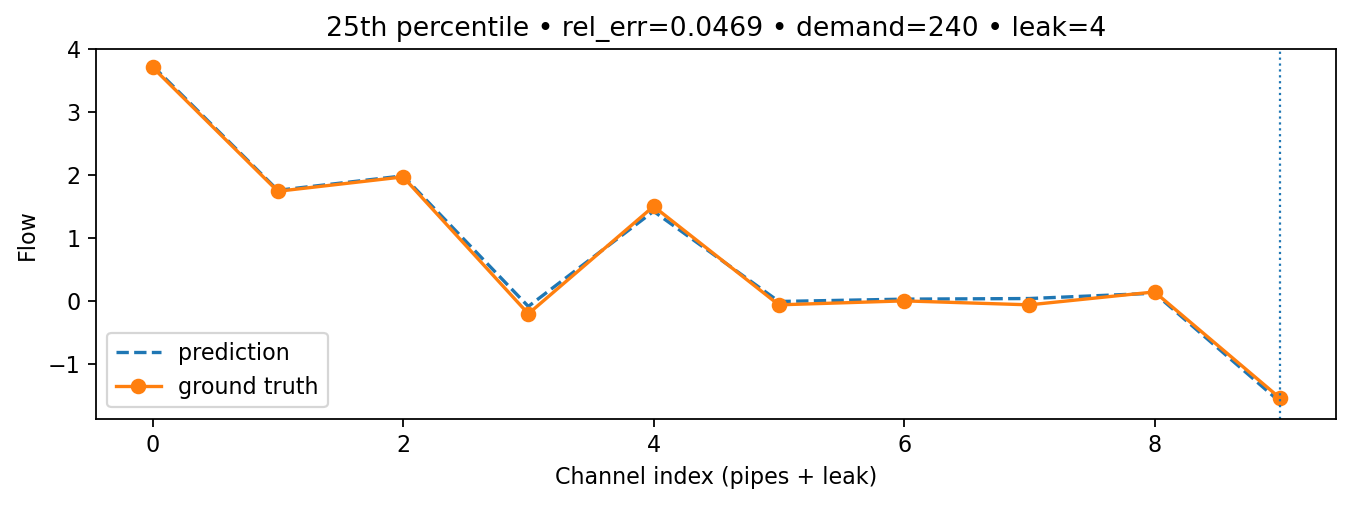 25th percentile • rel_err=0.0469 • demand=240 • leak=4
4
3
2
1
0
−1
Flow
prediction
ground truth
0 2 4 6 8
Channel index (pipes + leak)